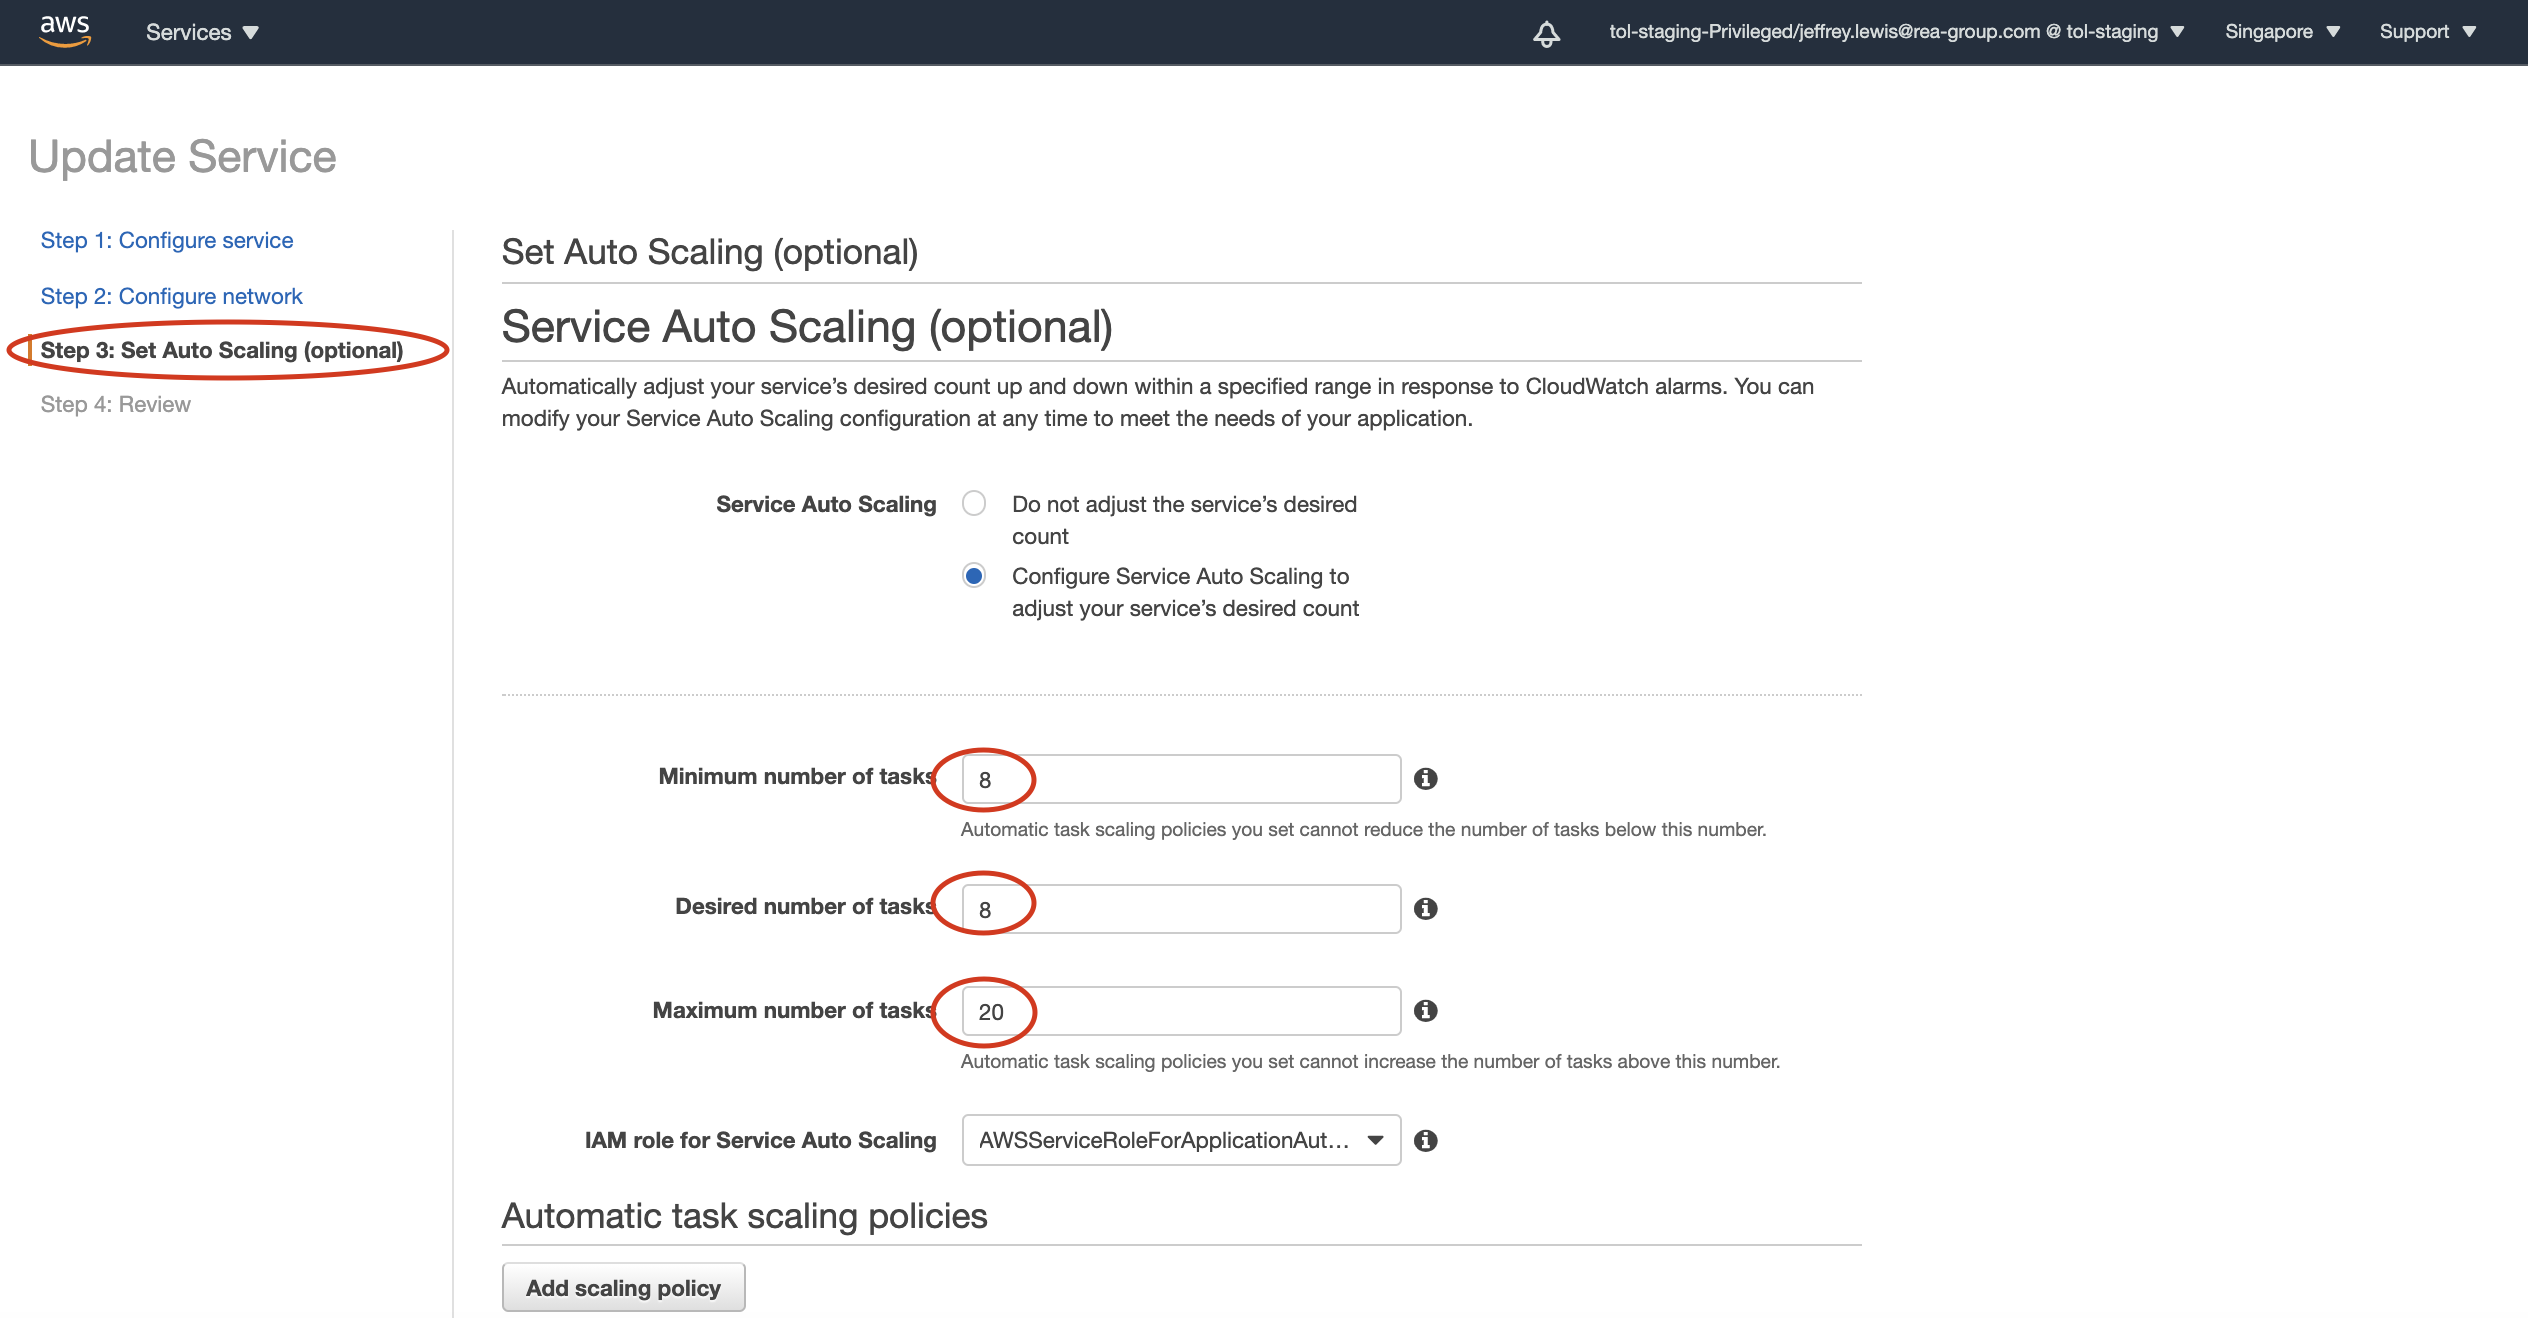 aws
Services
tol-staging-Privileged/jeffrey.lewis@rea-group.com @ tol-staging
Singapore
Support
Update Service
Step 1: Configure service
Step 2: Configure network
Step 3: Set Auto Scaling (optional)
Step 4: Review
Set Auto Scaling (optional)
Service Auto Scaling (optional)
Automatically adjust your service’s desired count up and down within a specified range in response to CloudWatch alarms. You can
modify your Service Auto Scaling configuration at any time to meet the needs of your application.
Service Auto Scaling
Do not adjust the service’s desired
count
Configure Service Auto Scaling to
adjust your service’s desired count
Minimum number of tasks
8
Automatic task scaling policies you set cannot reduce the number of tasks below this number.
Desired number of tasks
8
Maximum number of tasks
20
Automatic task scaling policies you set cannot increase the number of tasks above this number.
IAM role for Service Auto Scaling
AWSServiceRoleForApplicationAut...
Automatic task scaling policies
Add scaling policy